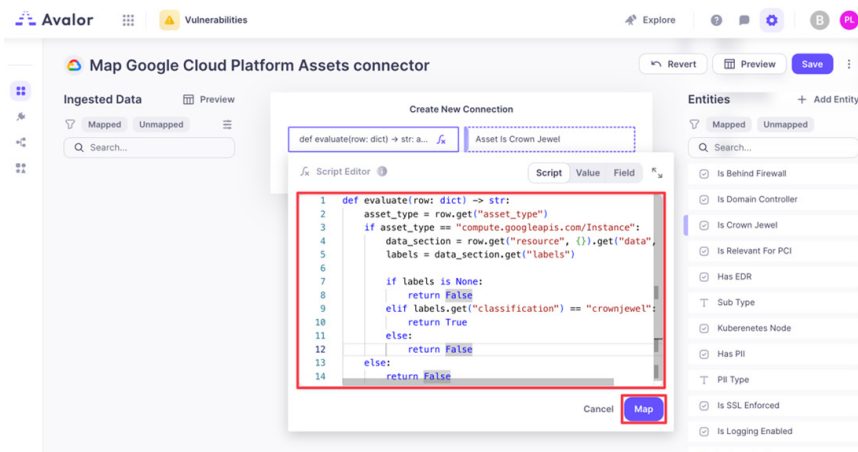 Avalor
Vulnerabilities
Explore
B
PL
Map Google Cloud Platform Assets connector
Revert
Preview
Save
Ingested Data
Preview
Mapped
Unmapped
Search...
Create New Connection
def evaluate(row: dict) → str: a... fx
Asset Is Crown Jewel
fx Script Editor
Script
Value
Field
1 def evaluate(row: dict) -> str:
2 asset_type = row.get("asset_type")
3 if asset_type == "compute.googleapis.com/Instance":
4 data_section = row.get("resource", {}).get("data",
5 labels = data_section.get("labels")
6
7 if labels is None:
8 return False
9 elif labels.get("classification") == "crownjewel":
10 return True
11 else:
12 return False
13 else:
14 return False
Cancel
Map
Entities
+ Add Entity
Mapped
Unmapped
Search...
Is Behind Firewall
Is Domain Controller
Is Crown Jewel
Is Relevant For PCI
Has EDR
T Sub Type
Kuberenetes Node
Has PII
T PII Type
Is SSL Enforced
Is Logging Enabled